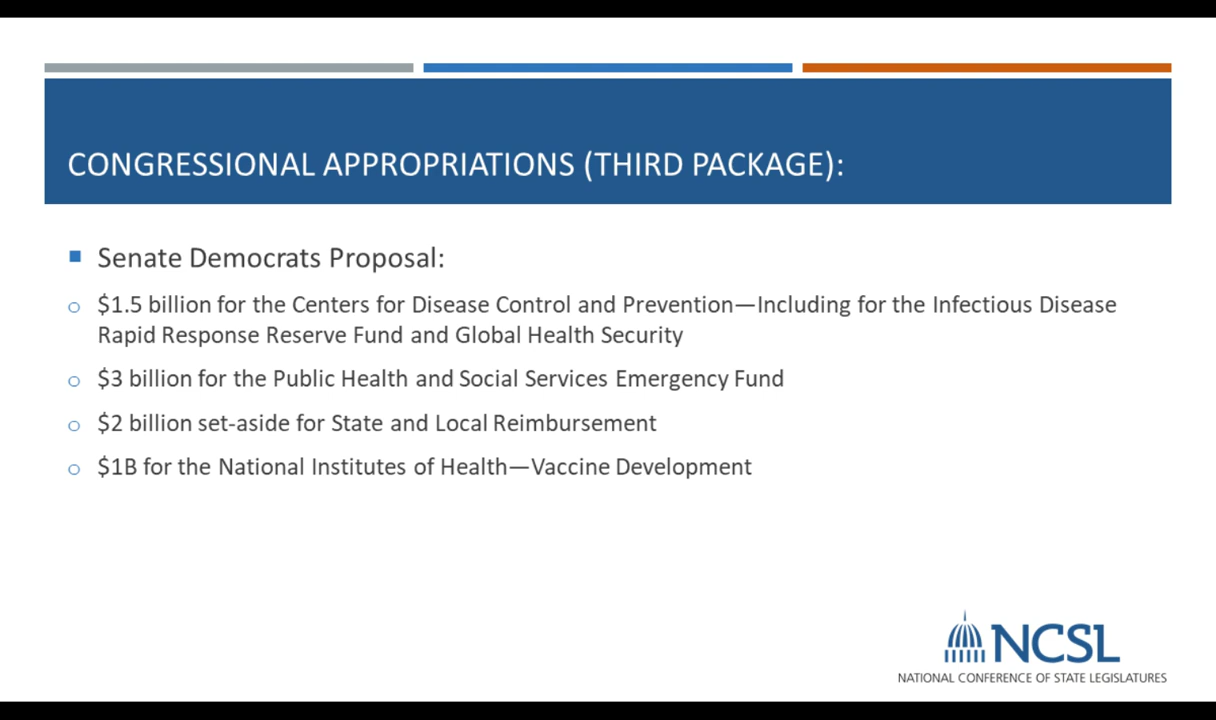 CONGRESSIONAL APPROPRIATIONS (THIRD PACKAGE):
Senate Democrats Proposal:
$1.5 billion for the Centers for Disease Control and Prevention—Including for the Infectious Disease
Rapid Response Reserve Fund and Global Health Security
$3 billion for the Public Health and Social Services Emergency Fund
$2 billion set-aside for State and Local Reimbursement
$1B for the National Institutes of Health—Vaccine Development
NCSL
NATIONAL CONFERENCE OF STATE LEGISLATURES